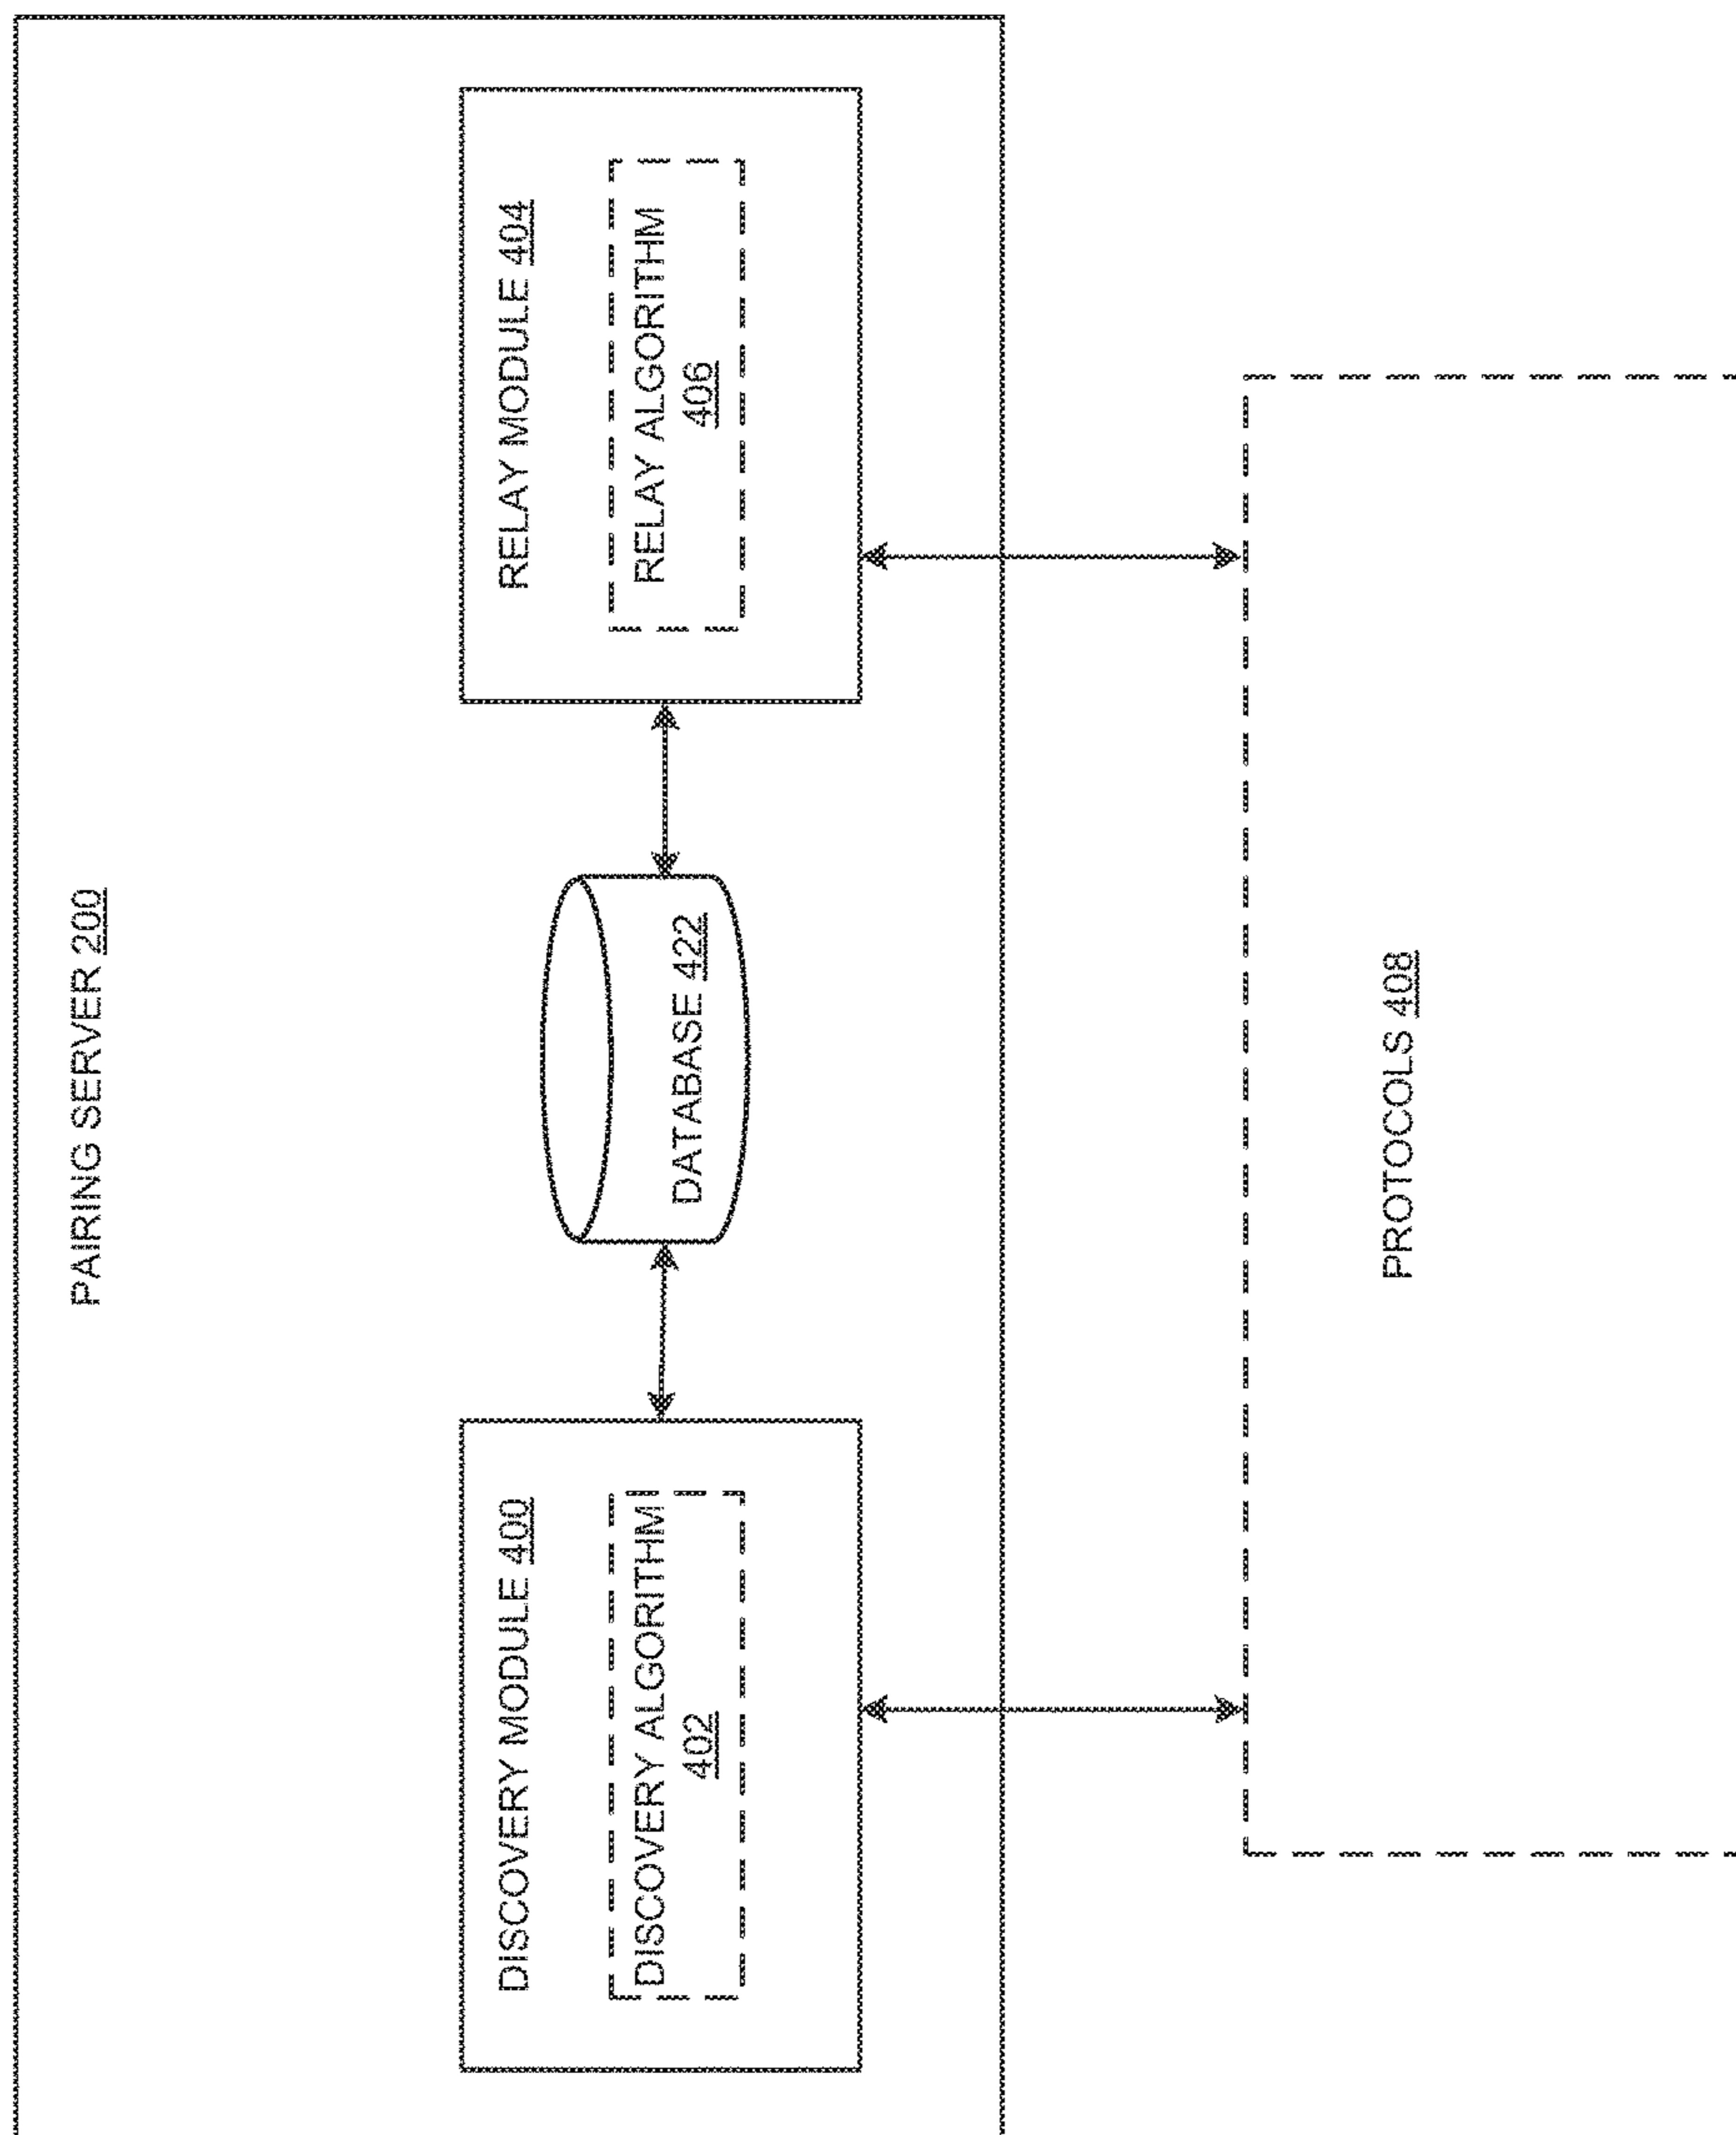 PAIRING SERVER 200
DISCOVERY MODULE 400
DISCOVERY ALGORITHM
402
DATABASE 422
RELAY MODULE 404
RELAY ALGORITHM
406
PROTOCOLS 408